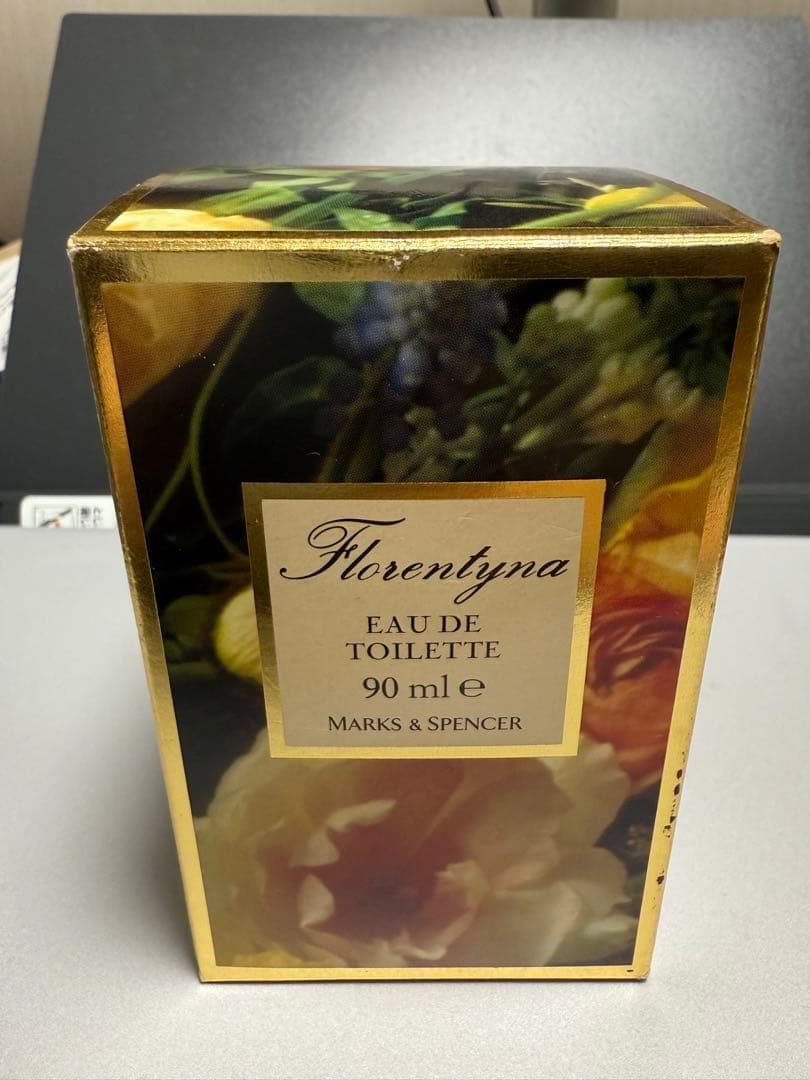 Florentyna
EAU DE
TOILETTE
90 ml ℮
MARKS & SPENCER